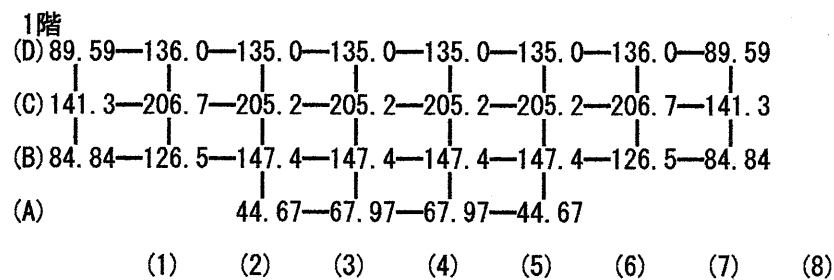 1階
(D) 89.59—136.0—135.0—135.0—135.0—135.0—136.0—89.59
(C) 141.3—206.7—205.2—205.2—205.2—205.2—206.7—141.3
(B) 84.84—126.5—147.4—147.4—147.4—147.4—126.5—84.84
(A) 44.67—67.97—67.97—44.67
(1) (2) (3) (4) (5) (6) (7) (8)